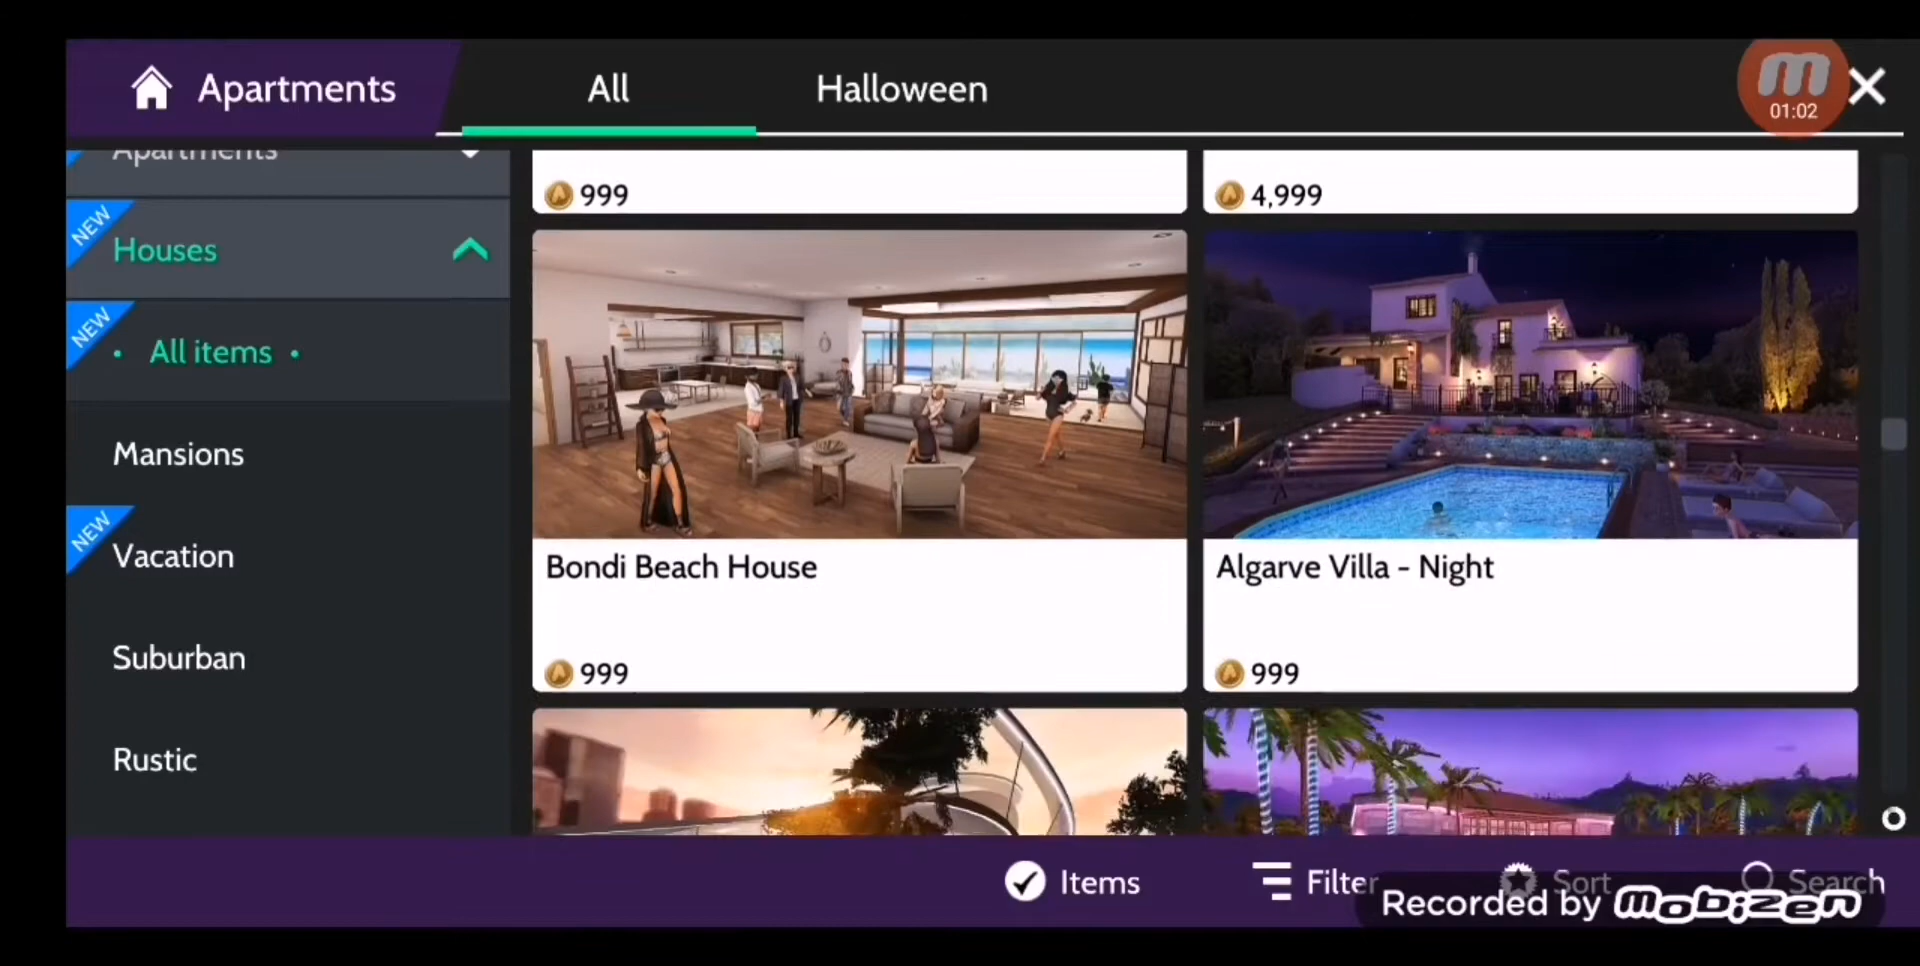 Apartments
All
Halloween
01:02
Apartments
999
4,999
NEW
Houses
NEW
All items
Mansions
NEW
Vacation
Suburban
Rustic
Bondi Beach House
Algarve Villa - Night
999
999
Items
Filter
Sort
Search
Recorded by mobizen